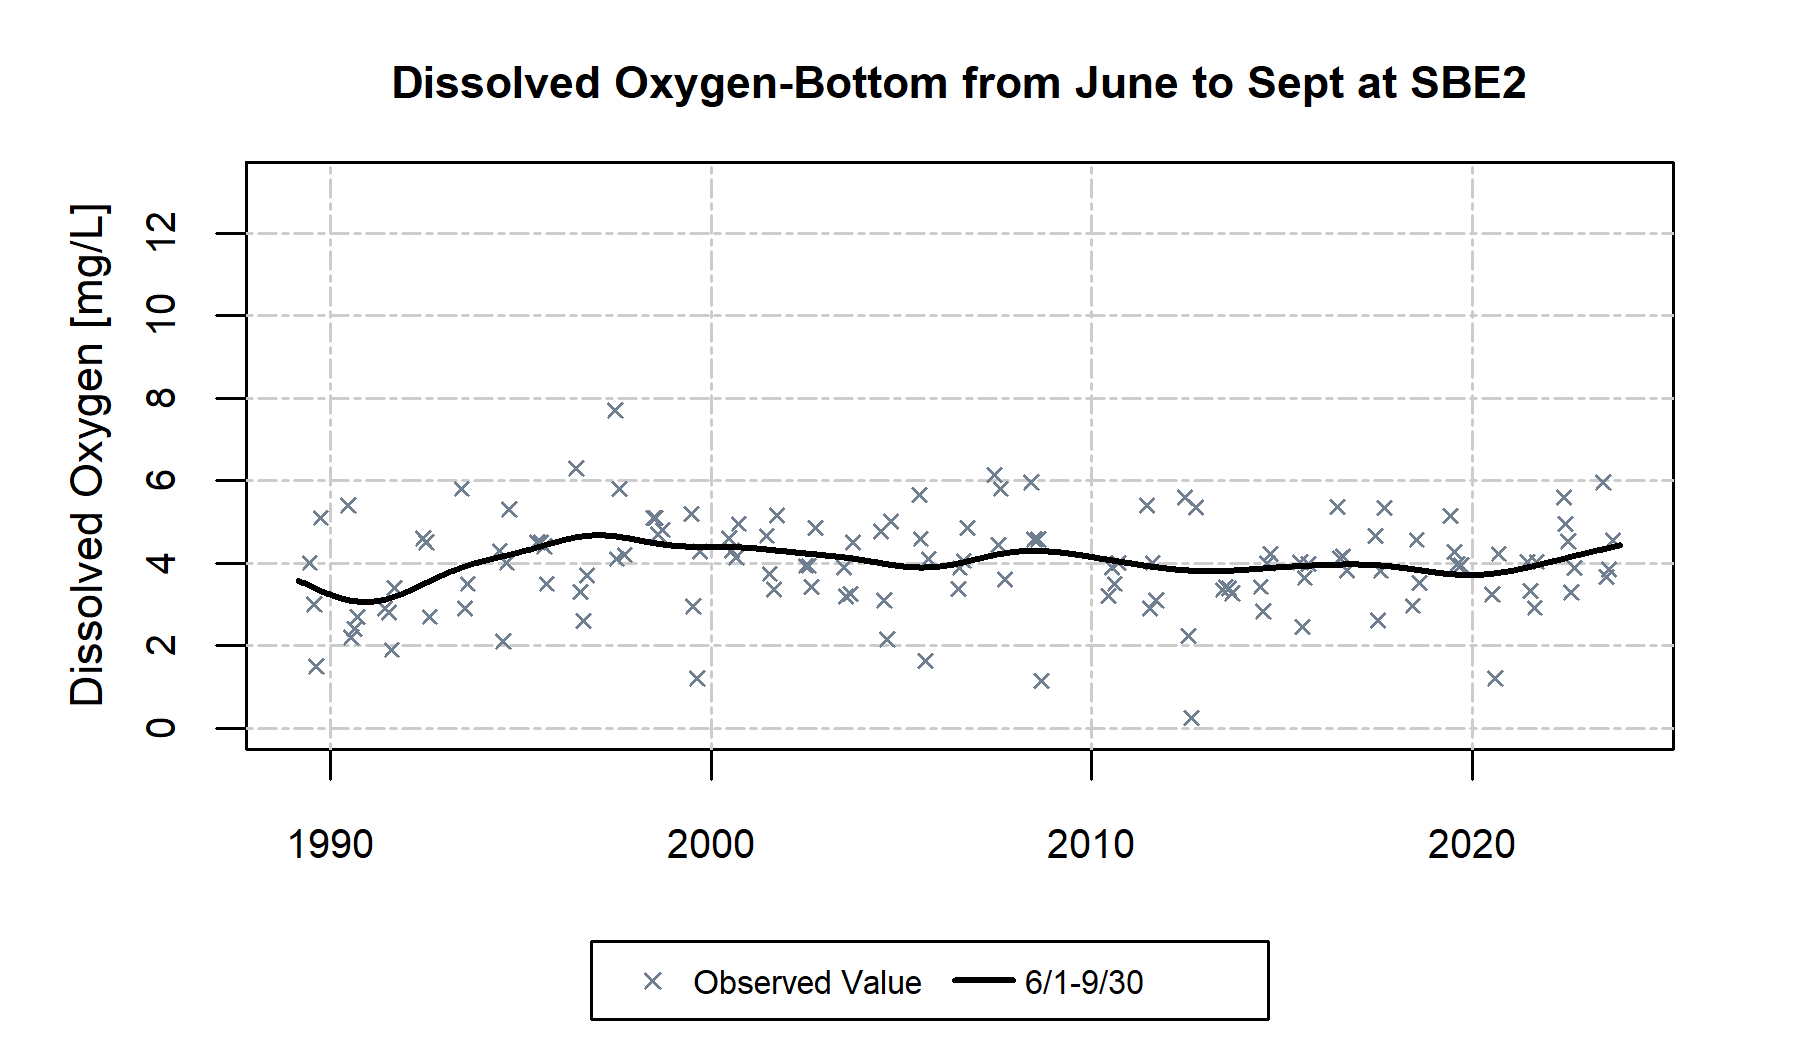 Dissolved Oxygen-Bottom from June to Sept at SBE2
Dissolved Oxygen [mg/L]
12
10
8
6
4
2
0
1990 2000 2010 2020
Observed Value 6/1-9/30